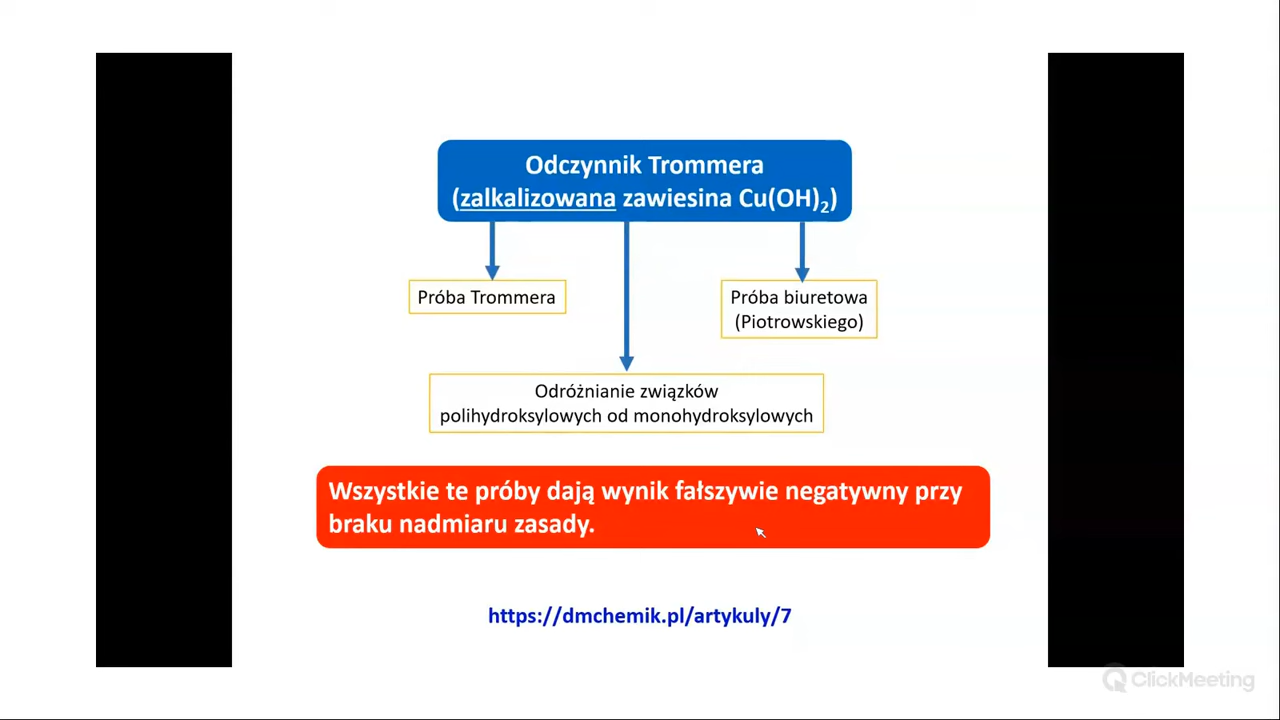 Odczynnik Trommera
(zalkalizowana zawiesina Cu(OH)₂)
Próba Trommera
Próba biuretowa
(Piotrowskiego)
Odróżnianie związków
polihydroksylowych od monohydroksylowych
Wszystkie te próby dają wynik fałszywie negatywny przy
braku nadmiaru zasady.
https://dmchemik.pl/artykuly/7
ClickMeeting